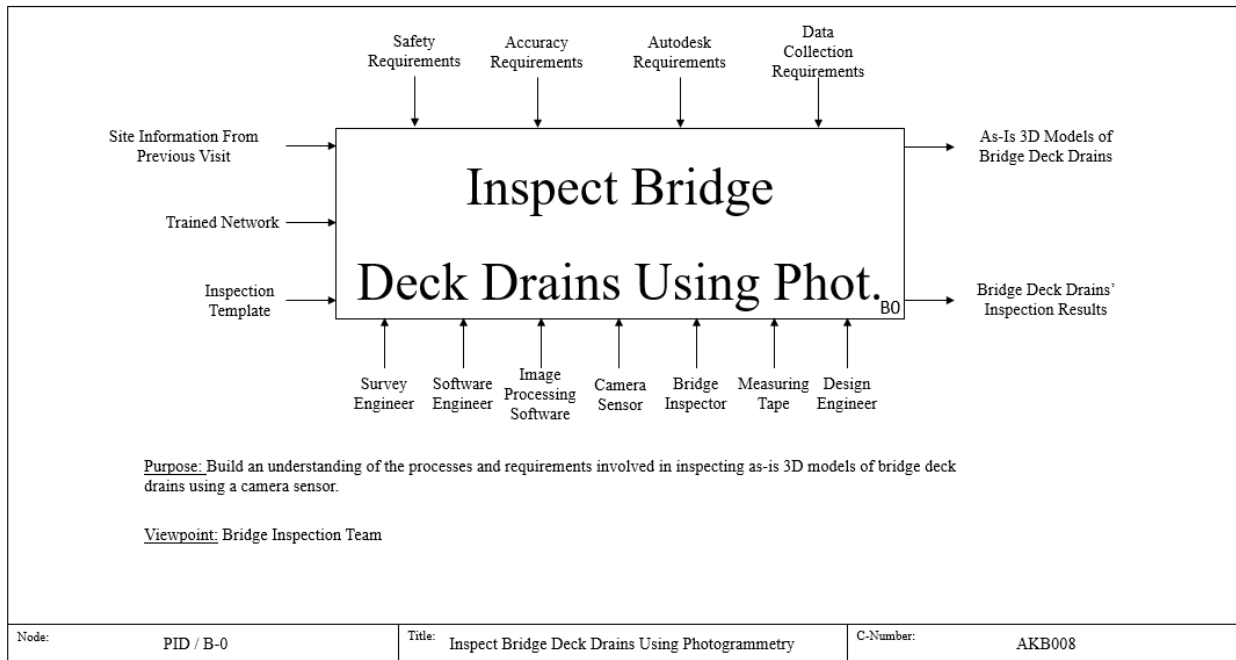 Safety
Requirements
Accuracy
Requirements
Autodesk
Requirements
Data
Collection
Requirements
Site Information From
Previous Visit
Trained Network
Inspection
Template
Inspect Bridge
Deck Drains Using Phot.
B0
As-Is 3D Models of
Bridge Deck Drains
Bridge Deck Drains’
Inspection Results
Survey
Engineer
Software
Engineer
Image
Processing
Software
Camera
Sensor
Bridge
Inspector
Measuring
Tape
Design
Engineer
Purpose: Build an understanding of the processes and requirements involved in inspecting as-is 3D models of bridge deck
drains using a camera sensor.
Viewpoint: Bridge Inspection Team
Node: PID / B-0
Title: Inspect Bridge Deck Drains Using Photogrammetry
C-Number: AKB008